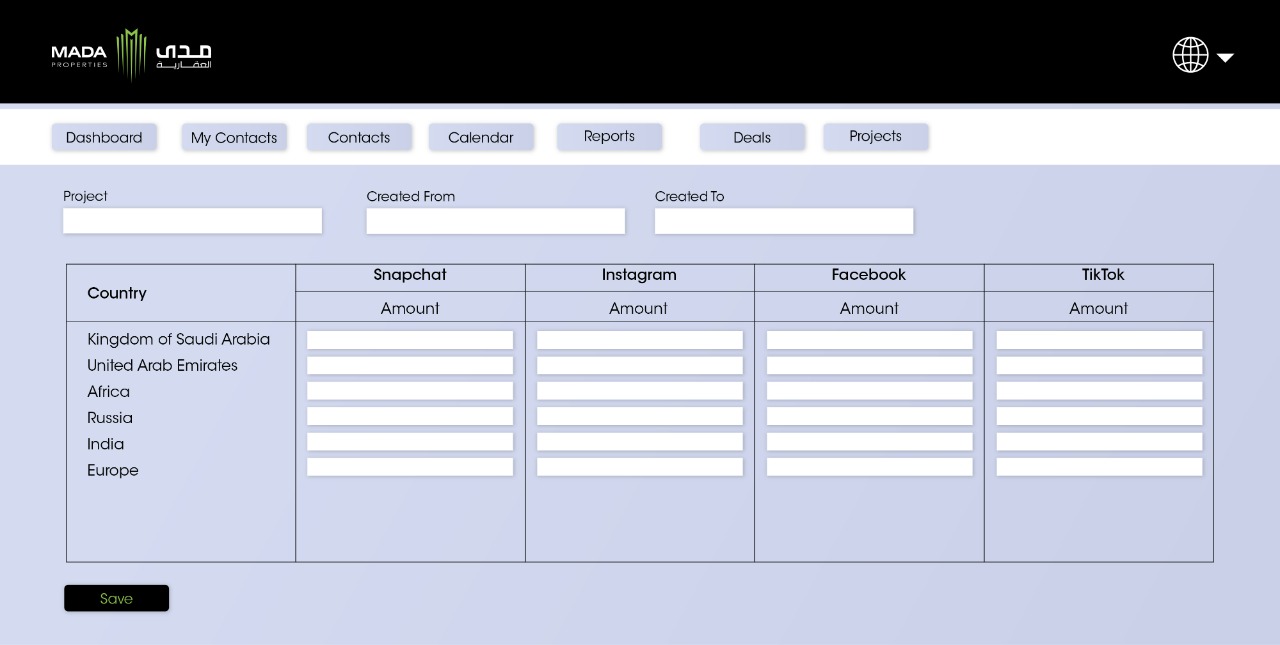 MADA
PROPERTIES
مدى
العقارية
Dashboard
My Contacts
Contacts
Calendar
Reports
Deals
Projects
Project
Created From
Created To
Country
Snapchat
Instagram
Facebook
TikTok
Amount
Amount
Amount
Amount
Kingdom of Saudi Arabia
United Arab Emirates
Africa
Russia
India
Europe
Save